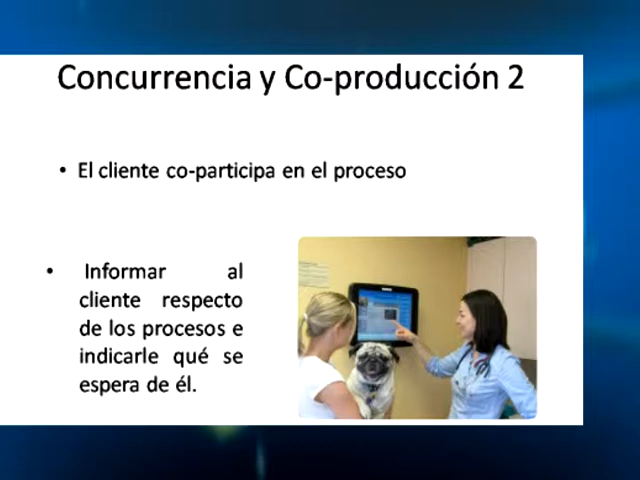 Concurrencia y Co-producción 2
• El cliente co-participa en el proceso
• Informar al
cliente respecto
de los procesos e
indicarle qué se
espera de él.